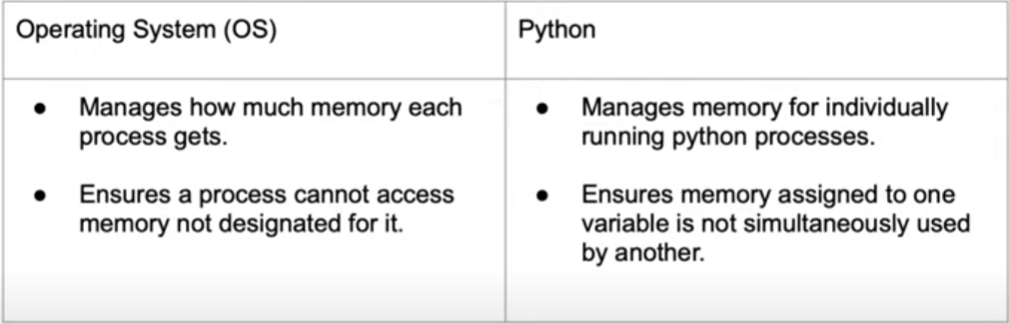 Operating System (OS)
Python
● Manages how much memory each
process gets.
● Ensures a process cannot access
memory not designated for it.
● Manages memory for individually
running python processes.
● Ensures memory assigned to one
variable is not simultaneously used
by another.